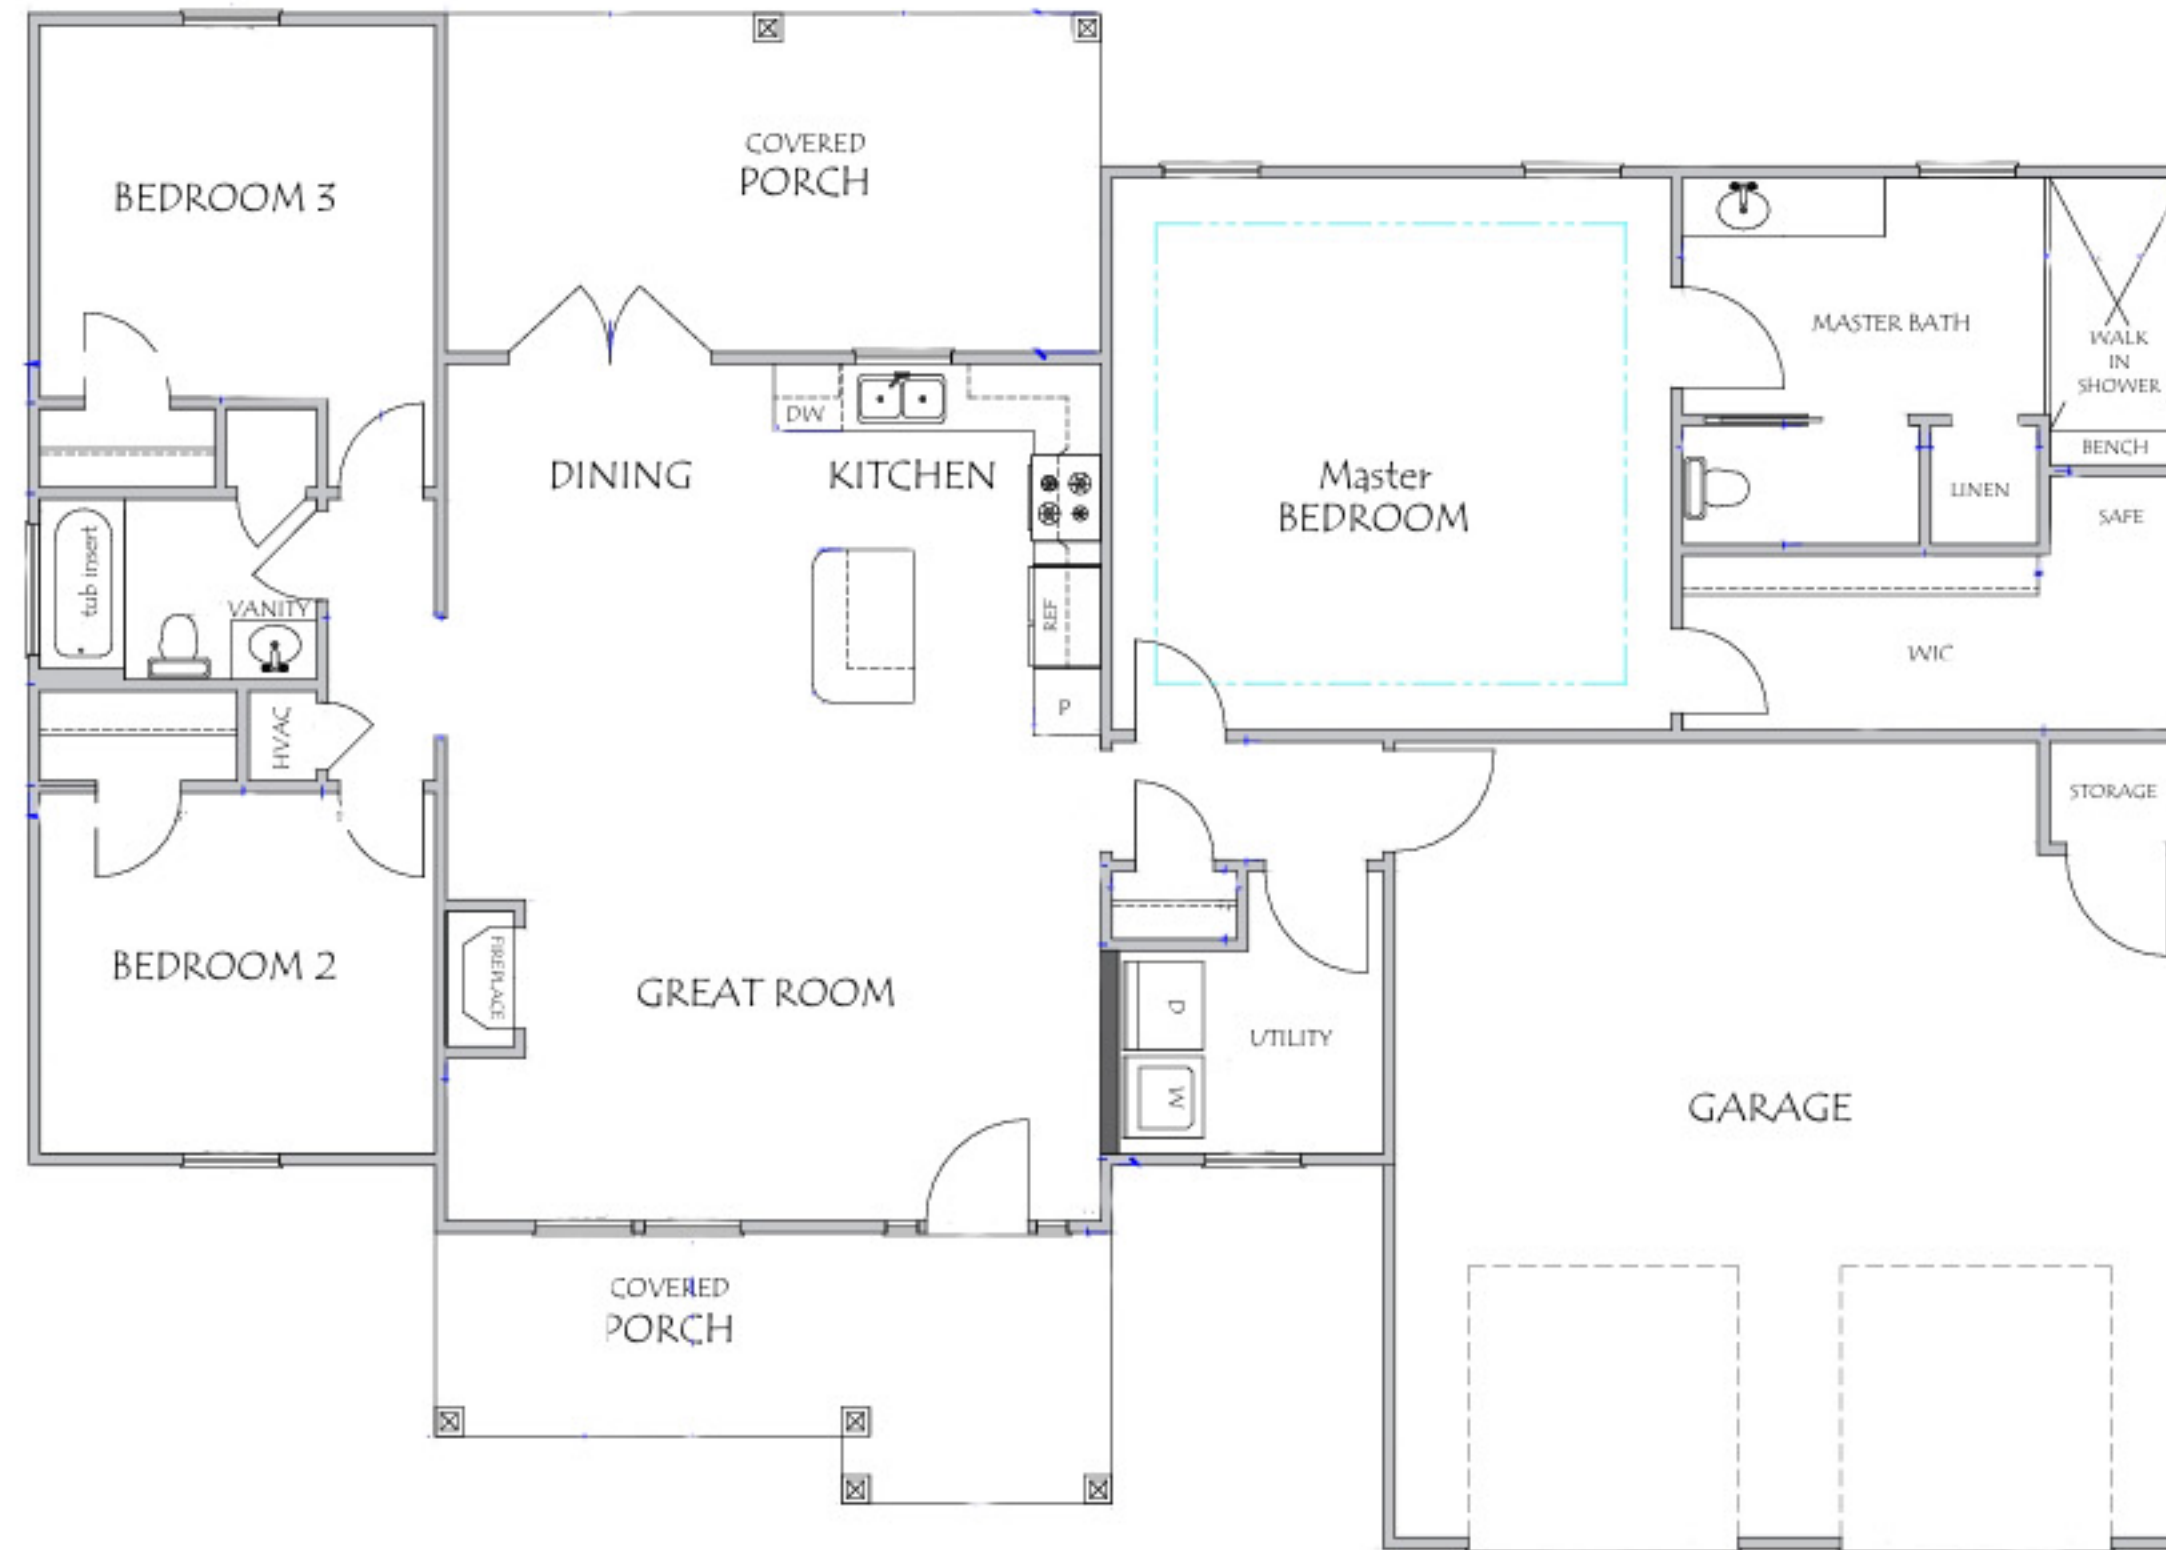 COVERED
PORCH
BEDROOM 3
MASTER BATH
WALK
IN
SHOWER
BENCH
DW
DINING
KITCHEN
Master
BEDROOM
LINEN
SAFE
tub insert
VANITY
REF
WIC
P
HVAC
STORAGE
BEDROOM 2
FIREPLACE
GREAT ROOM
D
UTILITY
W
GARAGE
COVERED
PORCH